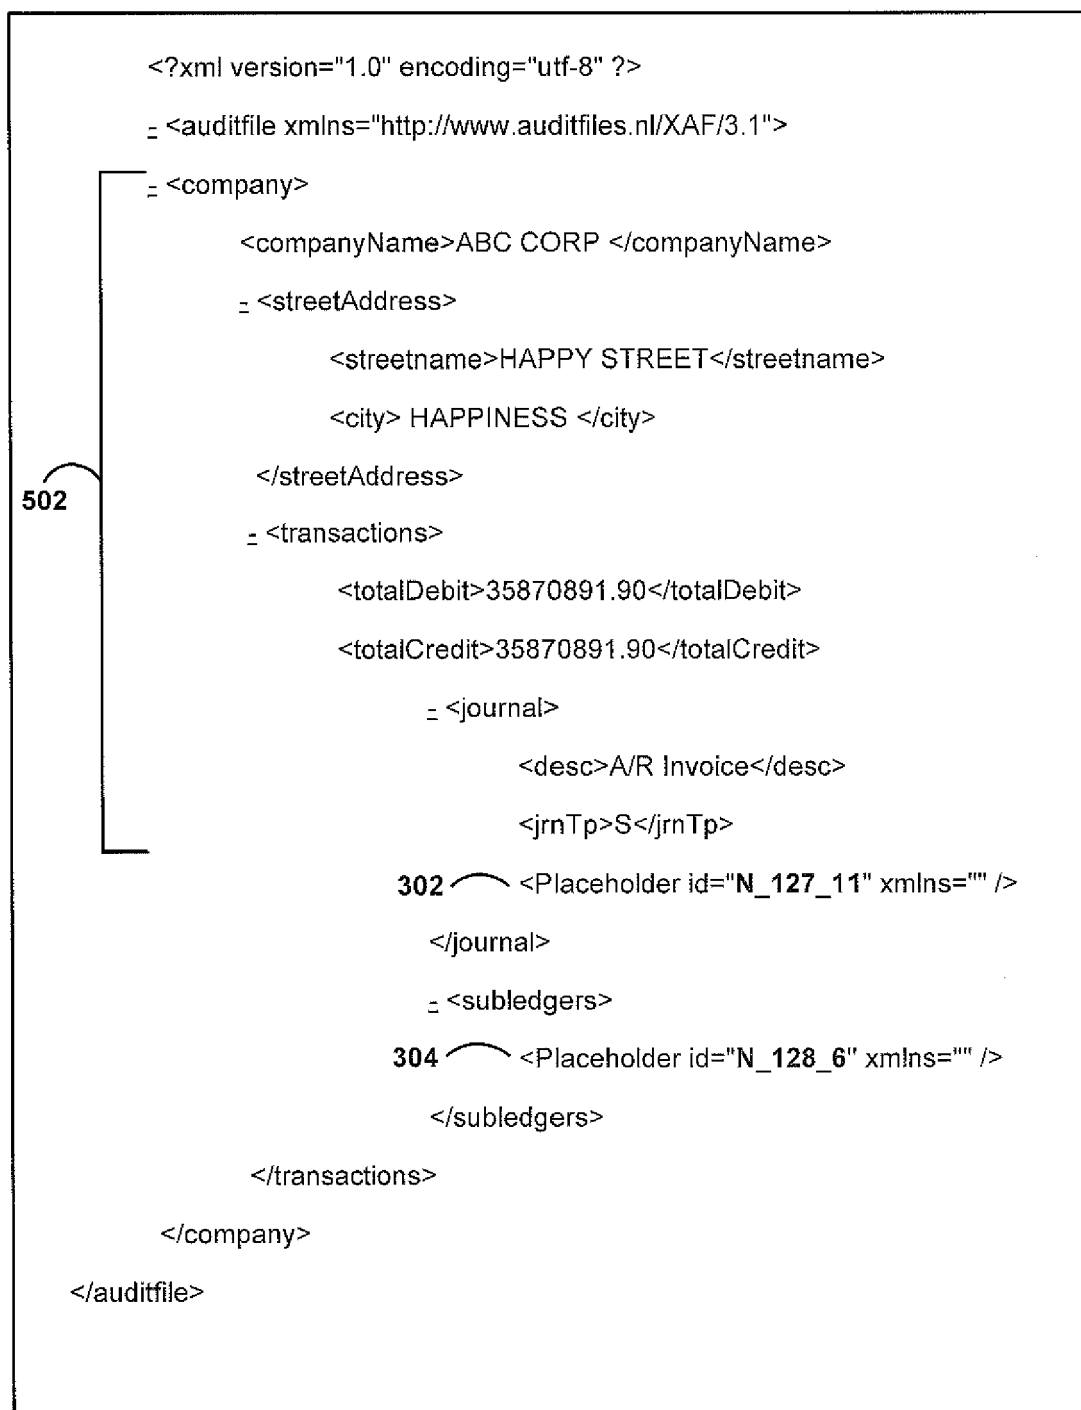 <?xml version="1.0" encoding="utf-8" ?>
- <auditfile xmlns="http://www.auditfiles.nl/XAF/3.1">
- <company>
<companyName>ABC CORP </companyName>
- <streetAddress>
<streetname>HAPPY STREET</streetname>
<city> HAPPINESS </city>
</streetAddress>
502
- <transactions>
<totalDebit>35870891.90</totalDebit>
<totalCredit>35870891.90</totalCredit>
- <journal>
<desc>A/R Invoice</desc>
<jrnTp>S</jrnTp>
302 <Placeholder id="N_127_11" xmlns="" />
</journal>
- <subledgers>
304 <Placeholder id="N_128_6" xmlns="" />
</subledgers>
</transactions>
</company>
</auditfile>